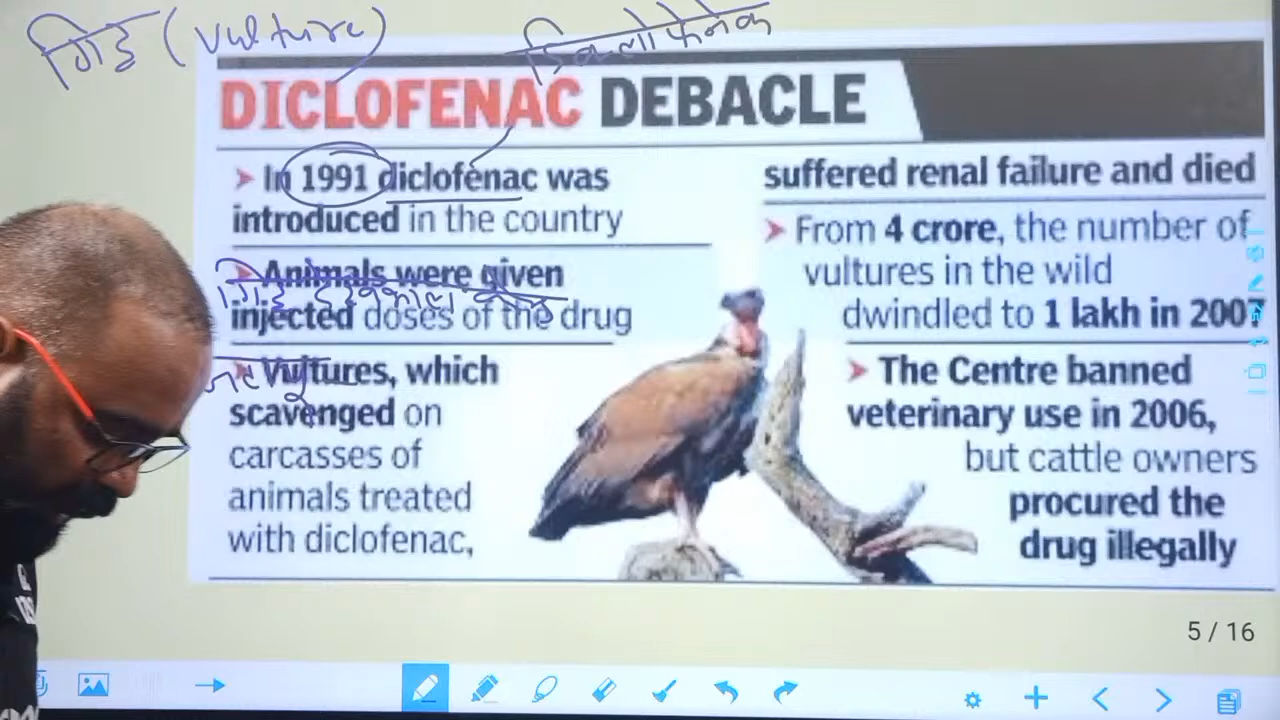 गिद्ध (Vulture)
डिक्लोफेनाक
DICLOFENAC DEBACLE
➤ In 1991 diclofenac was
introduced in the country
➤ Animals were given
injected doses of the drug
➤ Vultures, which
scavenged on
carcasses of
animals treated
with diclofenac,
suffered renal failure and died
➤ From 4 crore, the number of
vultures in the wild
dwindled to 1 lakh in 2007
➤ The Centre banned
veterinary use in 2006,
but cattle owners
procured the
drug illegally
गिद्ध
5 / 16